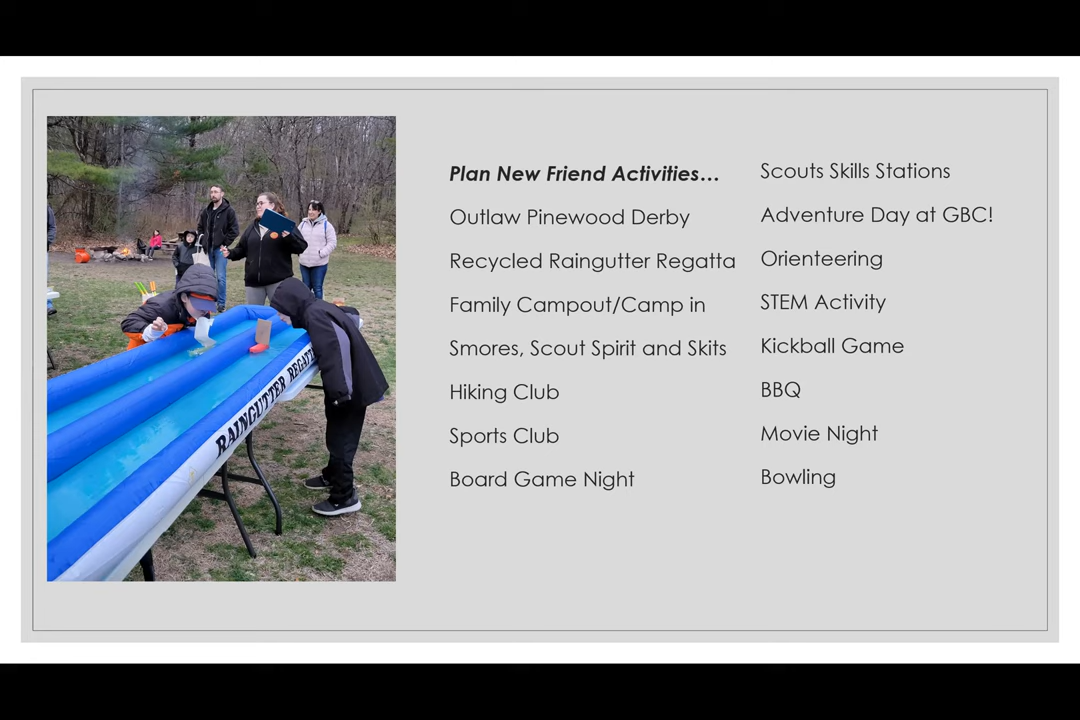 Plan New Friend Activities…
Outlaw Pinewood Derby
Recycled Raingutter Regatta
Family Campout/Camp in
Smores, Scout Spirit and Skits
Hiking Club
Sports Club
Board Game Night
Scouts Skills Stations
Adventure Day at GBC!
Orienteering
STEM Activity
Kickball Game
BBQ
Movie Night
Bowling
RAINGUTTER REGATTA